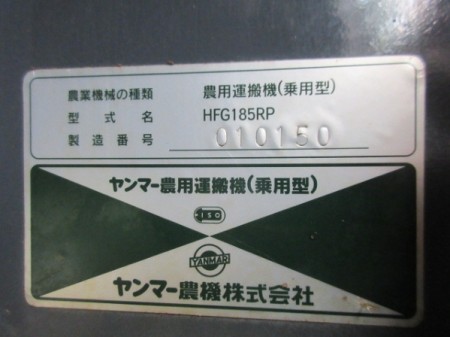 農業機械の種類 農用運搬機(乗用型)
型式名 HFG185RP
製造番号 010150
ヤンマー農用運搬機(乗用型)
YANMAR
ヤンマー農機株式会社